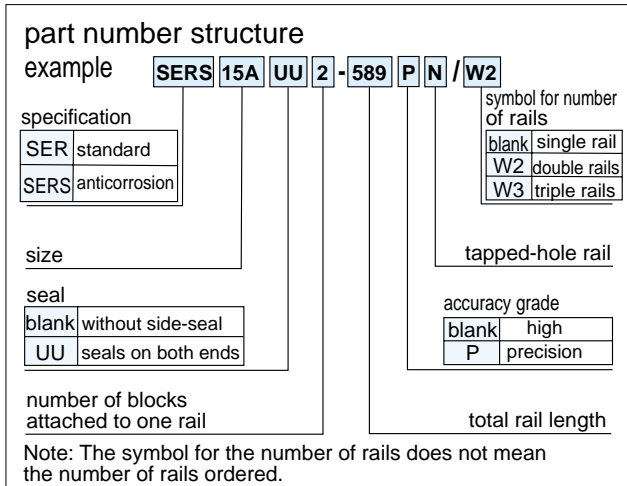 part number structure
example SERS 15A UU 2 - 589 P N / W2
specification
SER standard
SERS anticorrosion
symbol for number
of rails
blank single rail
W2 double rails
W3 triple rails
size
tapped-hole rail
seal
blank without side-seal
UU seals on both ends
accuracy grade
blank high
P precision
number of blocks
attached to one rail
total rail length
Note: The symbol for the number of rails does not mean
the number of rails ordered.